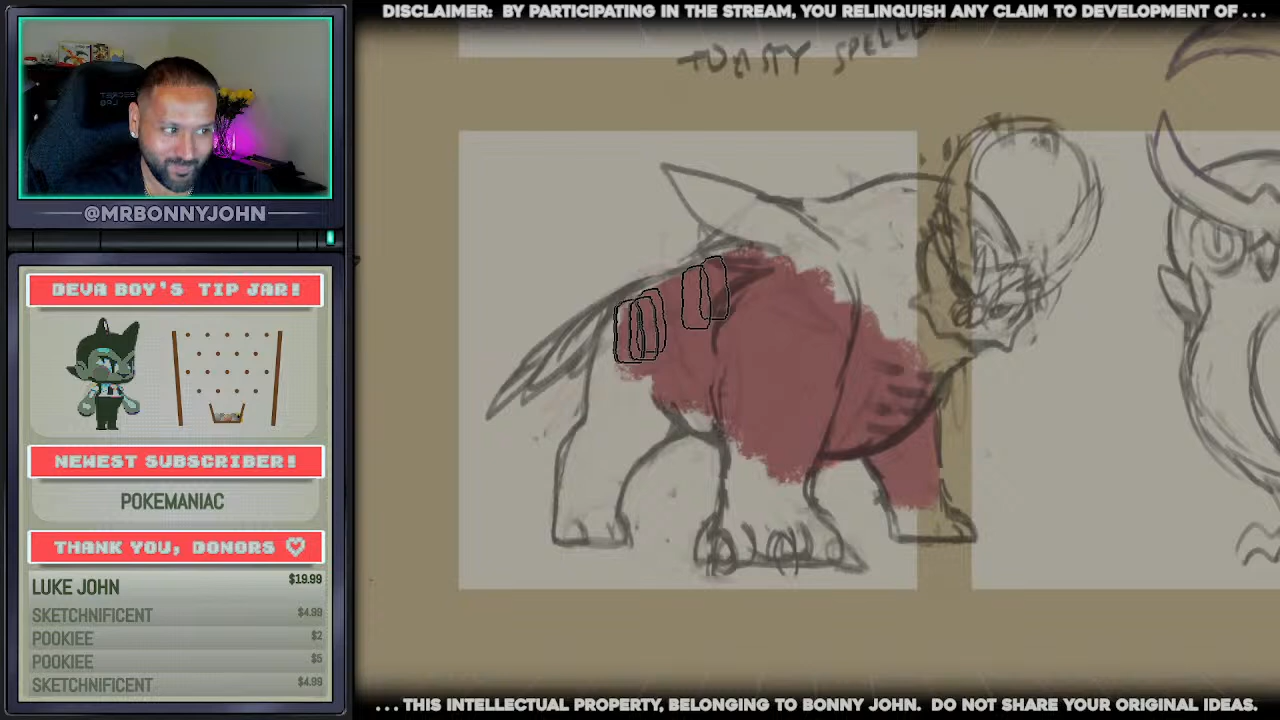 DISCLAIMER: BY PARTICIPATING IN THE STREAM, YOU RELINQUISH ANY CLAIM TO DEVELOPMENT OF . . .
@MRBONNYJOHN
DEVA BOY'S TIP JAR!
NEWEST SUBSCRIBER!
POKEMANIAC
THANK YOU, DONORS ♡
LUKE JOHN $19.99
SKETCHNIFICENT $4.99
POOKIEE $2
POOKIEE $5
SKETCHNIFICENT $4.99
. . . THIS INTELLECTUAL PROPERTY, BELONGING TO BONNY JOHN. DO NOT SHARE YOUR ORIGINAL IDEAS.